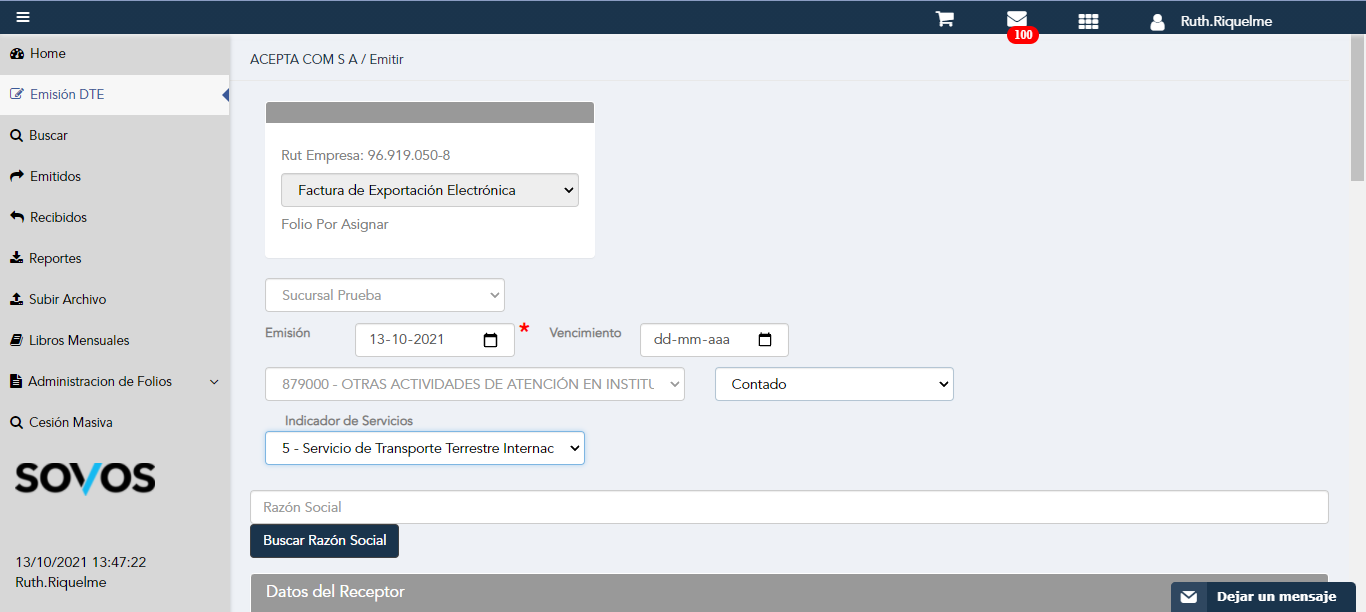 Ruth.Riquelme
100
Home
Emisión DTE
Buscar
Emitidos
Recibidos
Reportes
Subir Archivo
Libros Mensuales
Administracion de Folios
Cesión Masiva
SOVOS
13/10/2021 13:47:22
Ruth.Riquelme
ACEPTA COM S A / Emitir
Rut Empresa: 96.919.050-8
Factura de Exportación Electrónica
Folio Por Asignar
Sucursal Prueba
Emisión 13-10-2021 * Vencimiento dd-mm-aaa
879000 - OTRAS ACTIVIDADES DE ATENCIÓN EN INSTITU Contado
Indicador de Servicios
5 - Servicio de Transporte Terrestre Internac
Razón Social
Buscar Razón Social
Datos del Receptor
Dejar un mensaje